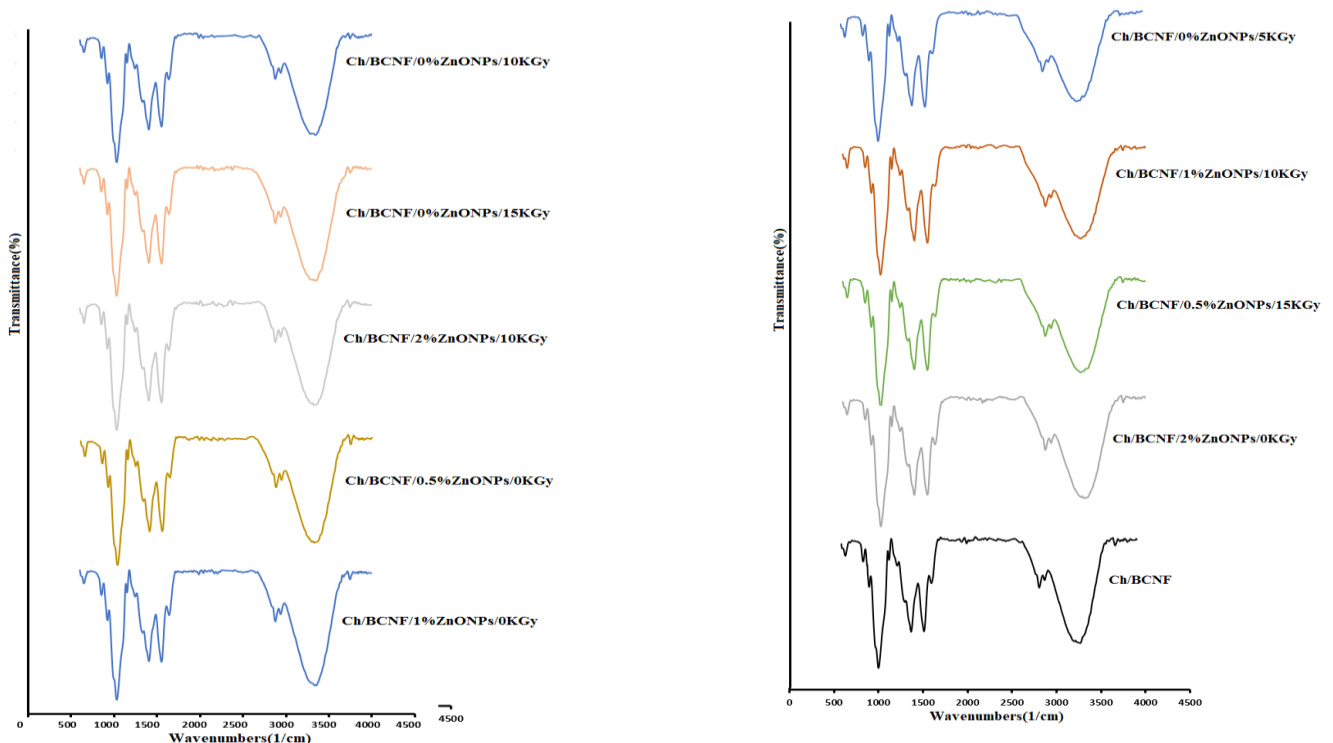 Transmittance(%)
Ch/BCNF/0%ZnONPs/10KGy
Ch/BCNF/0%ZnONPs/15KGy
Ch/BCNF/2%ZnONPs/10KGy
Ch/BCNF/0.5%ZnONPs/0KGy
Ch/BCNF/1%ZnONPs/0KGy
0 500 1000 1500 2000 2500 3000 3500 4000 4500
4500
Wavenumbers(1/cm)
Transmittance(%)
Ch/BCNF/0%ZnONPs/5KGy
Ch/BCNF/1%ZnONPs/10KGy
Ch/BCNF/0.5%ZnONPs/15KGy
Ch/BCNF/2%ZnONPs/0KGy
Ch/BCNF
0 500 1000 1500 2000 2500 3000 3500 4000 4500
Wavenumbers(1/cm)